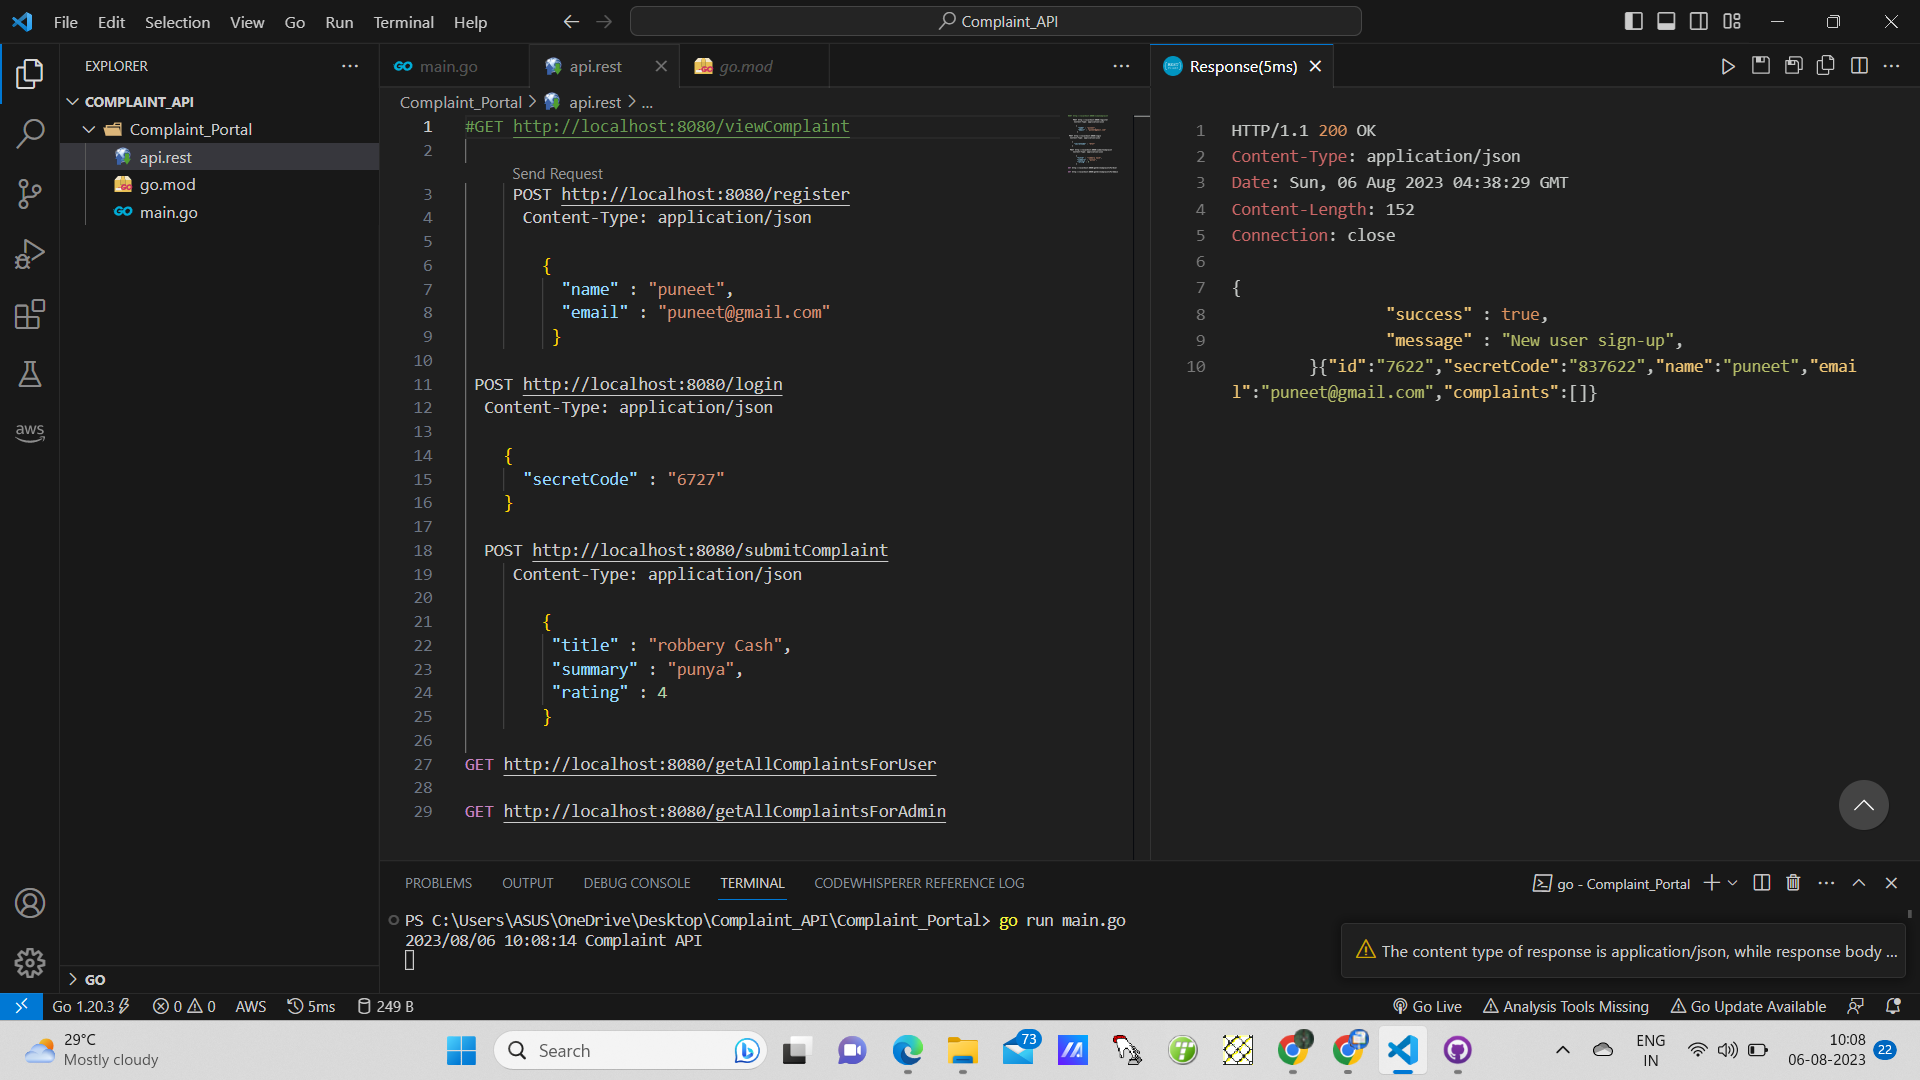 File Edit Selection View Go Run Terminal Help
Complaint_API
EXPLORER
COMPLAINT_API
Complaint_Portal
api.rest
go.mod
main.go
GO
main.go
api.rest
go.mod
Complaint_Portal > api.rest > ...
1 #GET http://localhost:8080/viewComplaint
2
Send Request
3 POST http://localhost:8080/register
4 Content-Type: application/json
5
6 {
7 "name" : "puneet",
8 "email" : "puneet@gmail.com"
9 }
10
11 POST http://localhost:8080/login
12 Content-Type: application/json
13
14 {
15 "secretCode" : "6727"
16 }
17
18 POST http://localhost:8080/submitComplaint
19 Content-Type: application/json
20
21 {
22 "title" : "robbery Cash",
23 "summary" : "punya",
24 "rating" : 4
25 }
26
27 GET http://localhost:8080/getAllComplaintsForUser
28
29 GET http://localhost:8080/getAllComplaintsForAdmin
Response(5ms)
1 HTTP/1.1 200 OK
2 Content-Type: application/json
3 Date: Sun, 06 Aug 2023 04:38:29 GMT
4 Content-Length: 152
5 Connection: close
6
7 {
8 "success" : true,
9 "message" : "New user sign-up",
10 }{"id":"7622","secretCode":"837622","name":"puneet","emai
l":"puneet@gmail.com","complaints":[]}
PROBLEMS OUTPUT DEBUG CONSOLE TERMINAL CODEWHISPERER REFERENCE LOG
go - Complaint_Portal
PS C:\Users\ASUS\OneDrive\Desktop\Complaint_API\Complaint_Portal> go run main.go
2023/08/06 10:08:14 Complaint API
The content type of response is application/json, while response body ...
Go 1.20.3 0 0 AWS 5ms 249 B
Go Live Analysis Tools Missing Go Update Available
aws
29°C
Mostly cloudy
Search
73
ENG
IN
10:08
06-08-2023
22